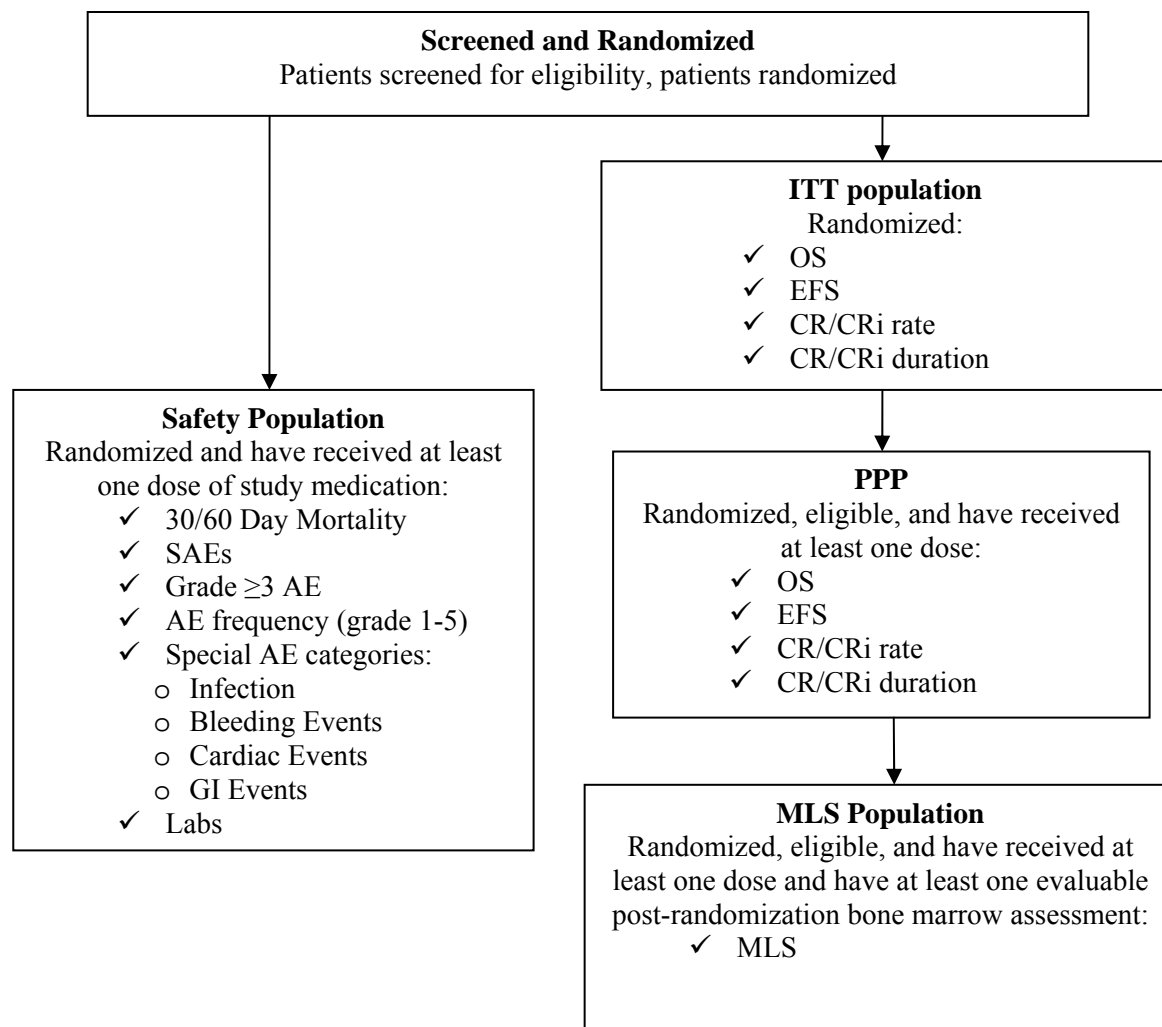 Screened and Randomized
Patients screened for eligibility, patients randomized
ITT population
Randomized:
✓ OS
✓ EFS
✓ CR/CRi rate
✓ CR/CRi duration
Safety Population
Randomized and have received at least
one dose of study medication:
✓ 30/60 Day Mortality
✓ SAEs
✓ Grade ≥3 AE
✓ AE frequency (grade 1-5)
✓ Special AE categories:
o Infection
o Bleeding Events
o Cardiac Events
o GI Events
✓ Labs
PPP
Randomized, eligible, and have received
at least one dose:
✓ OS
✓ EFS
✓ CR/CRi rate
✓ CR/CRi duration
MLS Population
Randomized, eligible, and have received at
least one dose and have at least one evaluable
post-randomization bone marrow assessment:
✓ MLS